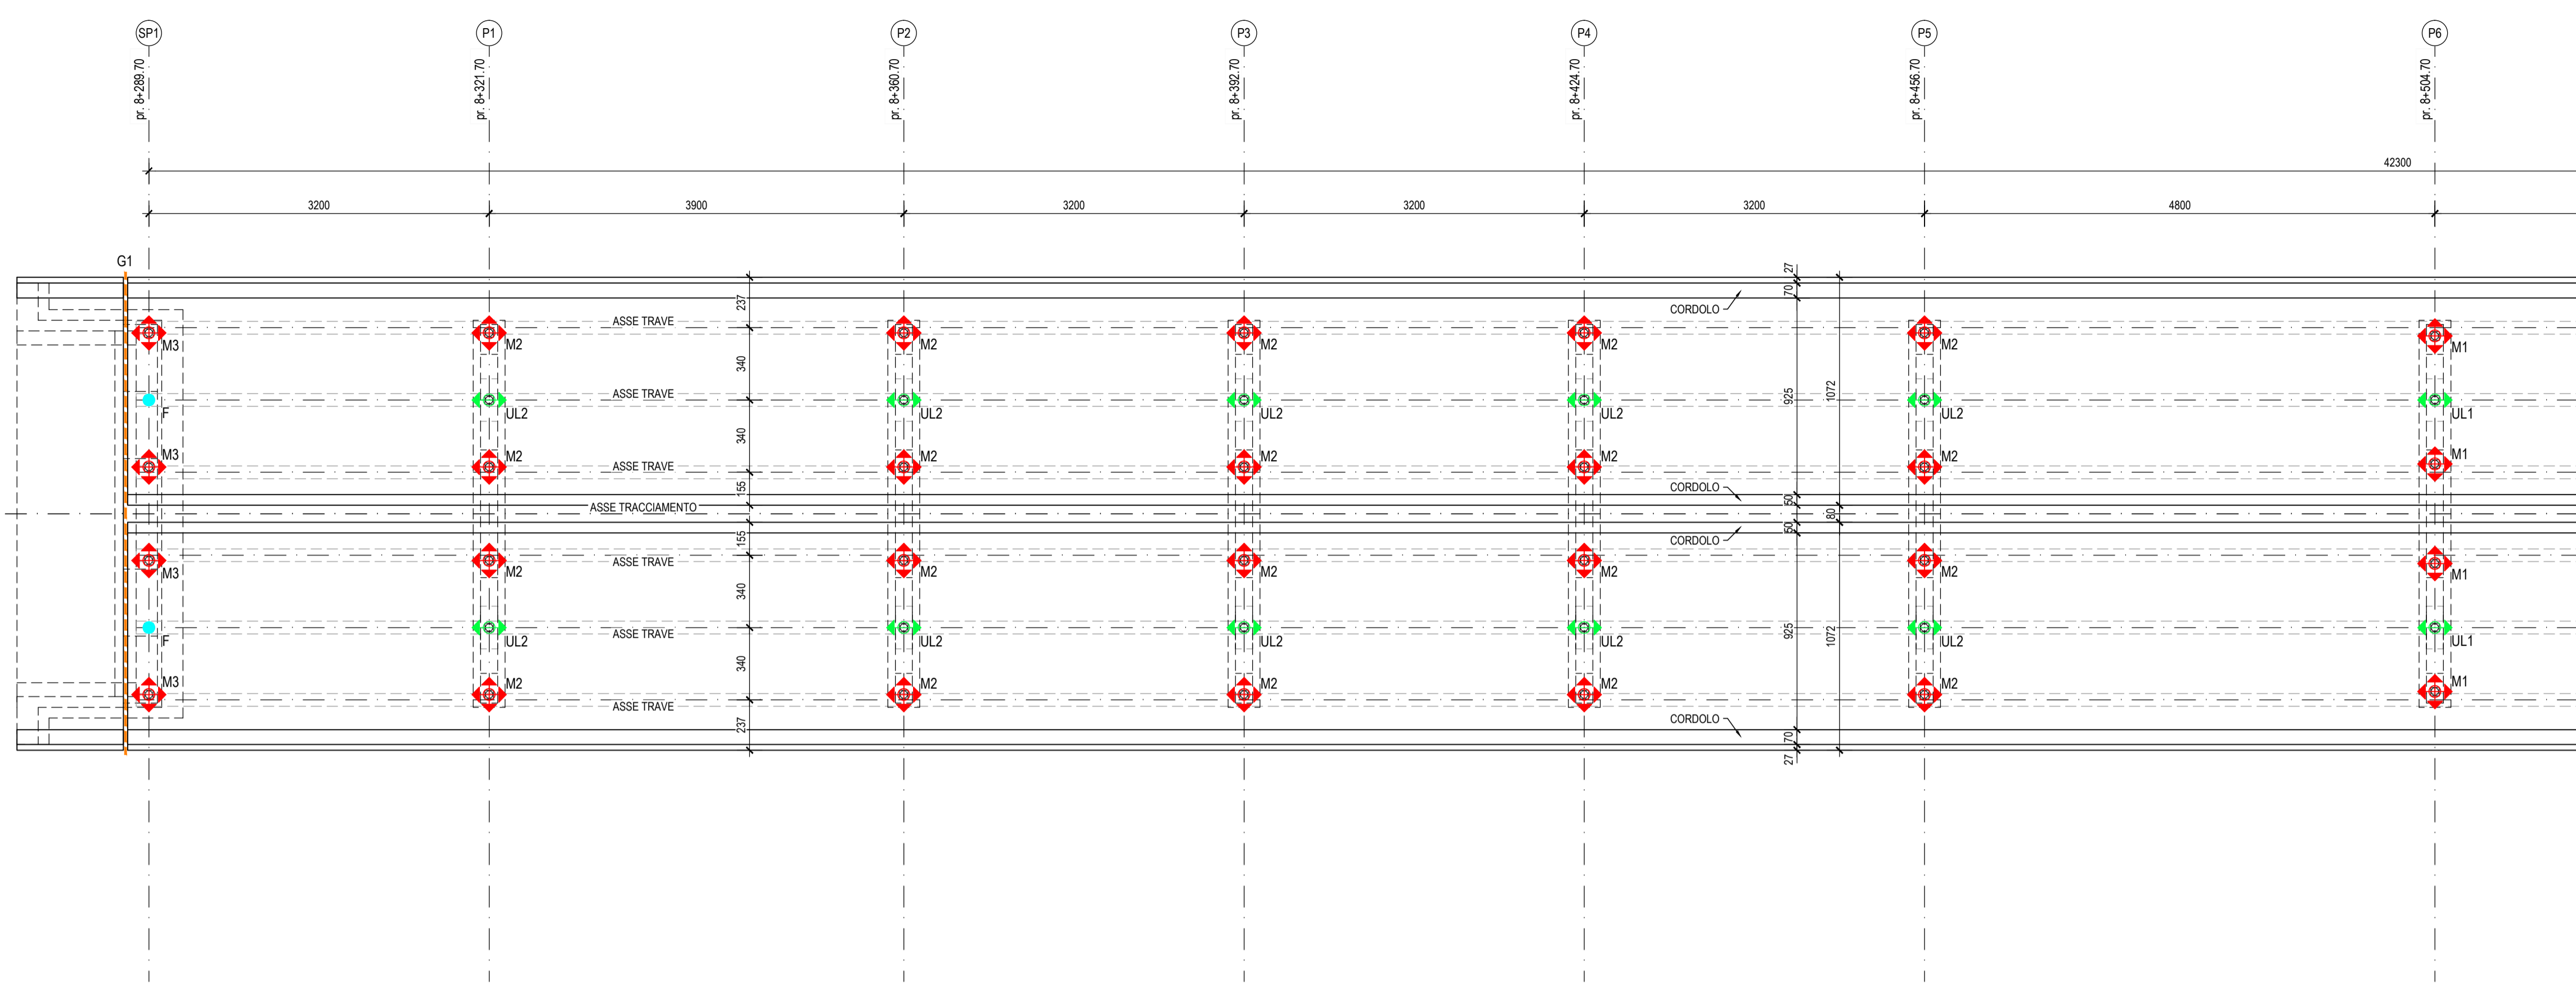 SP1 P1 P2 P3 P4 P5 P6
pr. 8+289.70
pr. 8+321.70
pr. 8+360.70
pr. 8+392.70
pr. 8+424.70
pr. 8+456.70
pr. 8+504.70
42300
3200 3900 3200 3200 3200 4800
G1
27
237
70
CORDOLO
ASSE TRAVE
M3 M2 M2 M2 M2 M2 M1
340
925
1072
ASSE TRAVE
F UL2 UL2 UL2 UL2 UL2 UL1
340
M3 M2 M2 M2 M2 M2 M1
ASSE TRAVE
155
CORDOLO
50
ASSE TRACCIAMENTO
80
50
155
CORDOLO
ASSE TRAVE
M3 M2 M2 M2 M2 M2 M1
340
925
1072
ASSE TRAVE
F UL2 UL2 UL2 UL2 UL2 UL1
340
M3 M2 M2 M2 M2 M2 M1
ASSE TRAVE
237
CORDOLO
70
27